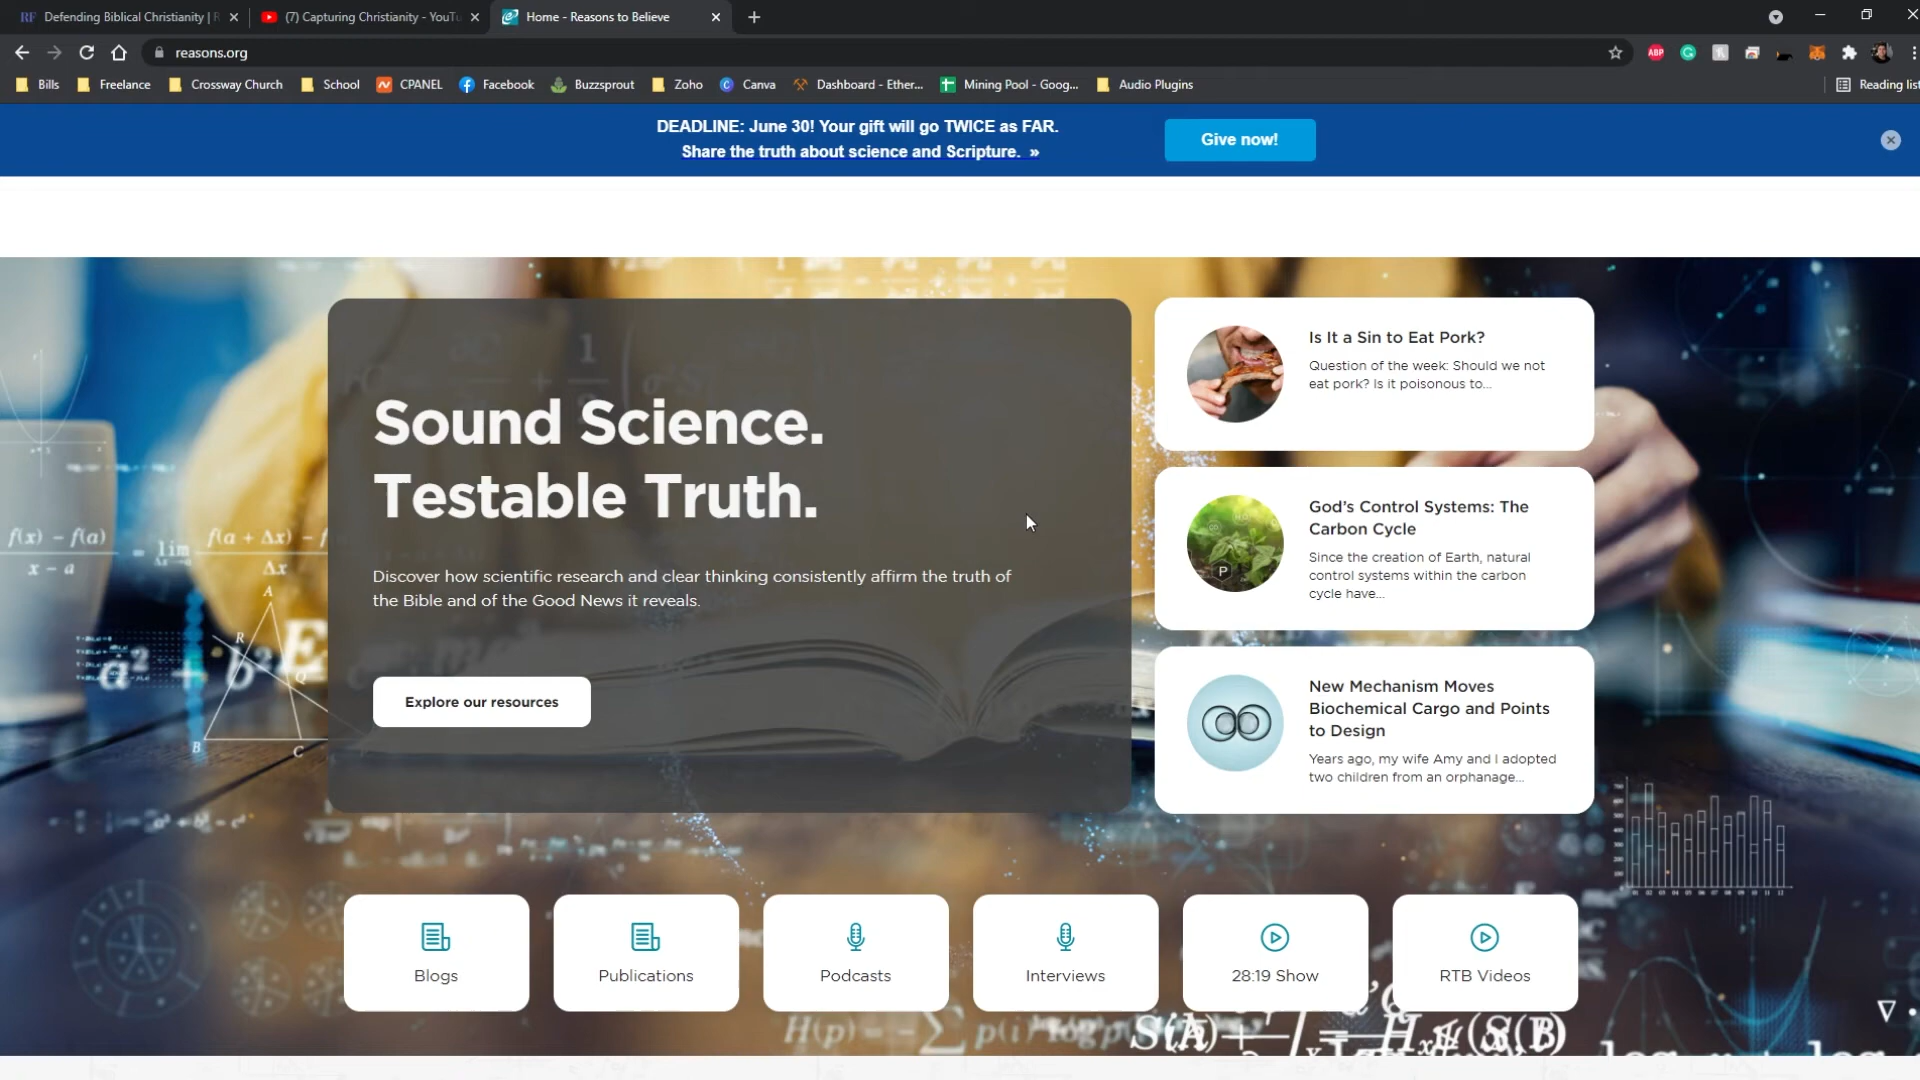 Defending Biblical Christianity |
(7) Capturing Christianity - YouTu
Home - Reasons to Believe
reasons.org
Bills
Freelance
Crossway Church
School
CPANEL
Facebook
Buzzsprout
Zoho
Canva
Dashboard - Ether...
Mining Pool - Goog...
Audio Plugins
Reading list
DEADLINE: June 30! Your gift will go TWICE as FAR.
Share the truth about science and Scripture. »
Give now!
Sound Science.
Testable Truth.
Discover how scientific research and clear thinking consistently affirm the truth of
the Bible and of the Good News it reveals.
Explore our resources
Is It a Sin to Eat Pork?
Question of the week: Should we not
eat pork? Is it poisonous to...
God's Control Systems: The
Carbon Cycle
Since the creation of Earth, natural
control systems within the carbon
cycle have...
New Mechanism Moves
Biochemical Cargo and Points
to Design
Years ago, my wife Amy and I adopted
two children from an orphanage...
f(x) – f(a)
x – a
= lim
Δx→0
f(a + Δx) – f
Δx
A
R
Q
B
C
a² + b²
Blogs
Publications
Podcasts
Interviews
28:19 Show
RTB Videos